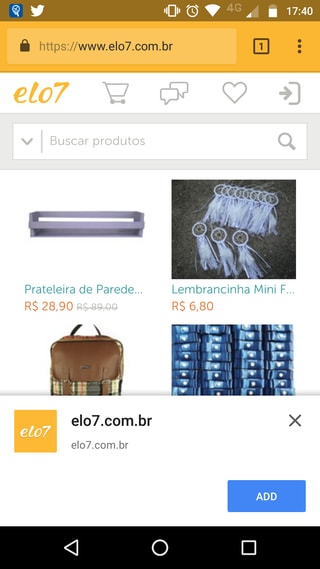 4G
17:40
https://www.elo7.com.br
1
elo7
Buscar produtos
Prateleira de Parede...
R$ 28,90 R$ 89,00
Lembrancinha Mini F...
R$ 6,80
elo7
elo7.com.br
elo7.com.br
ADD